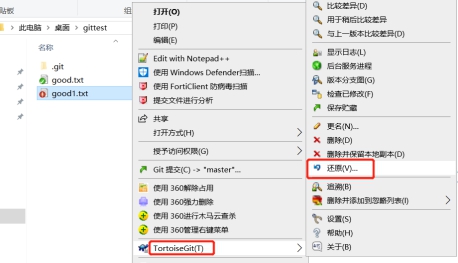 贴板
组
此电脑 › 桌面 › gittest
名称
.git
good.txt
good1.txt
打开(O)
打印(P)
编辑(E)
Edit with Notepad++
使用 Windows Defender扫描...
使用 FortiClient 防病毒扫描
提交文件进行分析
共享
打开方式(H)
授予访问权限(G)
Git 提交(C) -> "master"...
使用 360解除占用
使用 360强力删除
使用 360进行木马云查杀
使用 360管理右键菜单
TortoiseGit(T)
比较差异(D)
用于稍后比较差异
与上一版本比较差异(D)
显示日志(L)
后台服务进程
版本分支图(G)
检查已修改(F)
保存贮藏
更名(N)...
删除(D)
删除并保留本地副本(D)
还原(V)...
追溯(B)
删除并添加到忽略列表(I)
设置(S)
帮助(H)
关于(B)